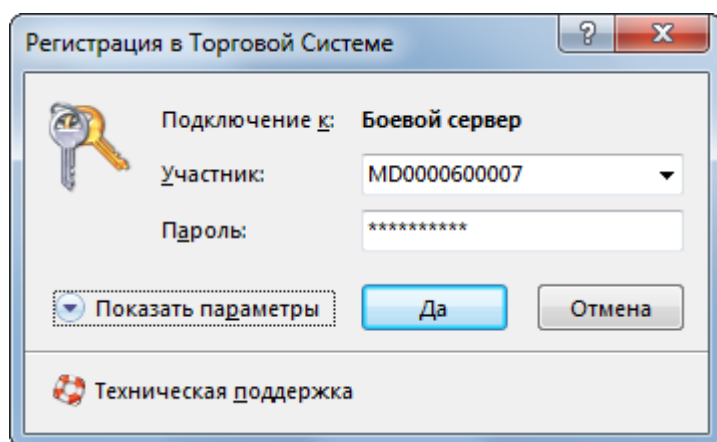 Регистрация в Торговой Системе
Подключение к: Боевой сервер
Участник: MD0000600007
Пароль: **********
Показать параметры Да Отмена
Техническая поддержка